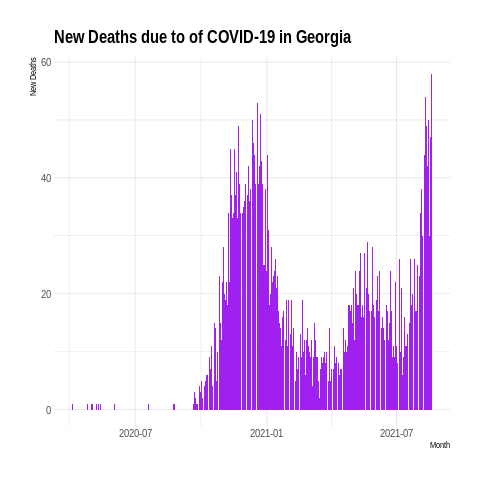 New Deaths due to of COVID-19 in Georgia
New Deaths
60
40
20
0
2020-07
2021-01
2021-07
Month